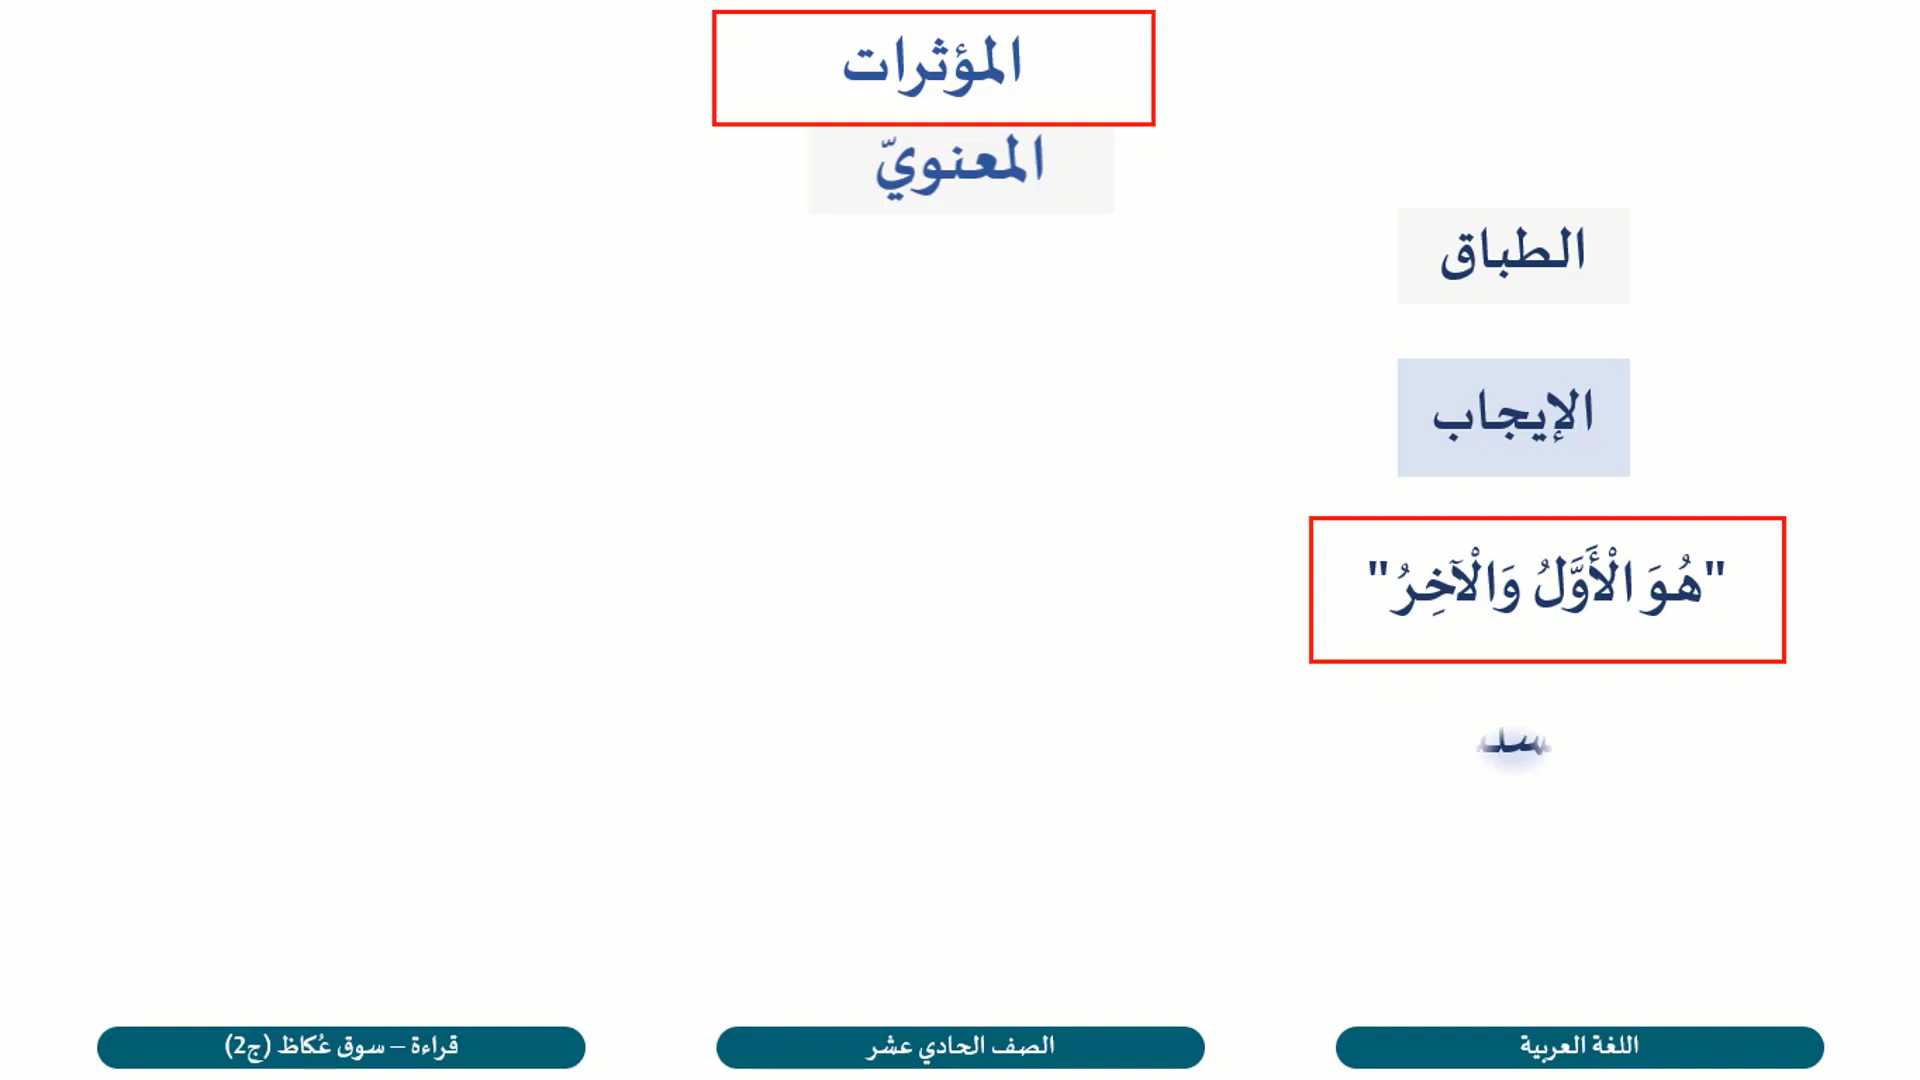 المؤثرات
المعنويّ
الطباق
الإيجاب
"هُوَ الْأَوَّلُ وَالْآخِرُ"
اللغة العربية
الصف الحادي عشر
قراءة – سوق عُكاظ (ج2)